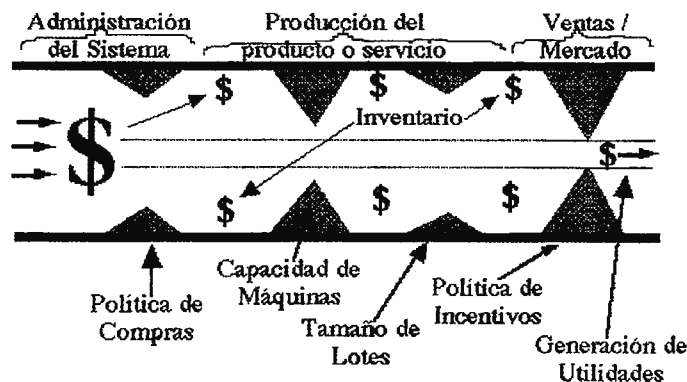 Administración
del Sistema
Producción del
producto o servicio
Ventas /
Mercado
$ $ $
Inventario
$ $
$ $ $
Política de
Compras
Capacidad de
Máquinas
Tamaño de
Lotes
Política de
Incentivos
Generación de
Utilidades